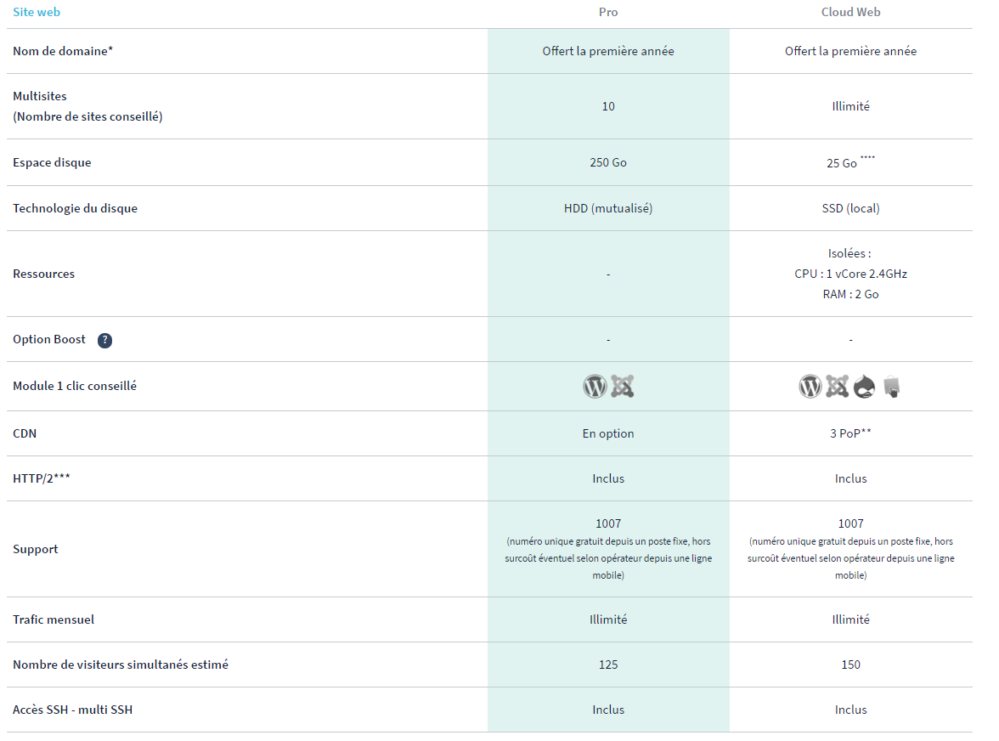 Site web Pro Cloud Web
Nom de domaine* Offert la première année Offert la première année
Multisites
(Nombre de sites conseillé) 10 Illimité
Espace disque 250 Go 25 Go ****
Technologie du disque HDD (mutualisé) SSD (local)
Ressources - Isolées :
CPU : 1 vCore 2.4GHz
RAM : 2 Go
Option Boost ? - -
Module 1 clic conseillé
CDN En option 3 PoP**
HTTP/2*** Inclus Inclus
Support
1007
(numéro unique gratuit depuis un poste fixe, hors
surcoût éventuel selon opérateur depuis une ligne
mobile)
1007
(numéro unique gratuit depuis un poste fixe, hors
surcoût éventuel selon opérateur depuis une ligne
mobile)
Trafic mensuel Illimité Illimité
Nombre de visiteurs simultanés estimé 125 150
Accès SSH - multi SSH Inclus Inclus